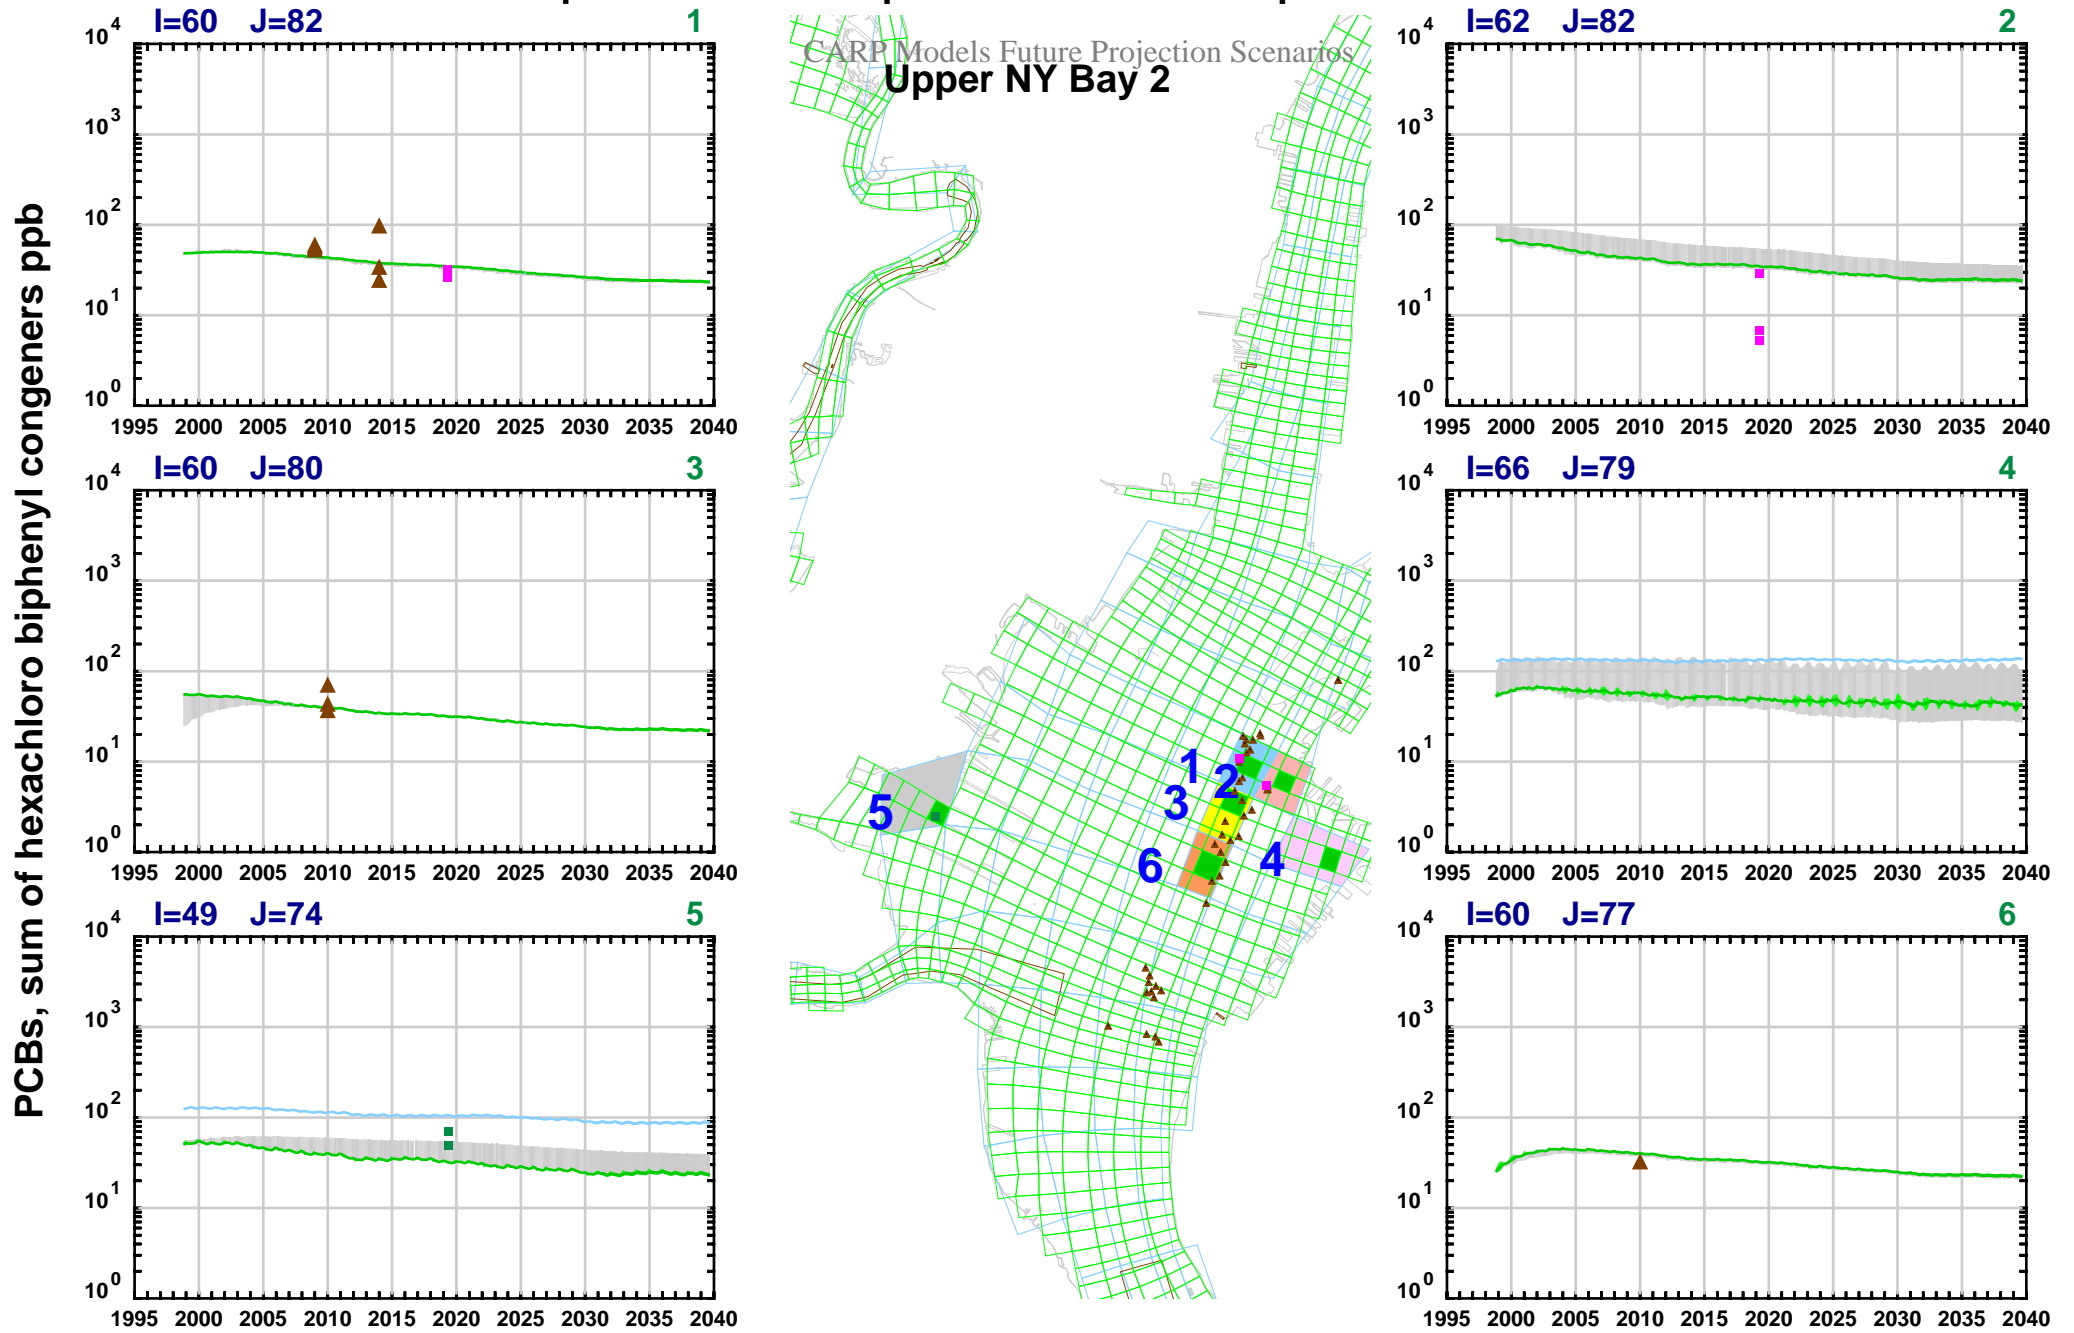 CARP Models Future Projection Scenarios
Upper NY Bay 2
PCBs, sum of hexachloro biphenyl congeners ppb
I=60 J=82 1
10^4
10^3
10^2
10^1
10^0
1995 2000 2005 2010 2015 2020 2025 2030 2035 2040
I=62 J=82 2
10^4
10^3
10^2
10^1
10^0
1995 2000 2005 2010 2015 2020 2025 2030 2035 2040
I=60 J=80 3
10^4
10^3
10^2
10^1
10^0
1995 2000 2005 2010 2015 2020 2025 2030 2035 2040
I=66 J=79 4
10^4
10^3
10^2
10^1
10^0
1995 2000 2005 2010 2015 2020 2025 2030 2035 2040
I=49 J=74 5
10^4
10^3
10^2
10^1
10^0
1995 2000 2005 2010 2015 2020 2025 2030 2035 2040
I=60 J=77 6
10^4
10^3
10^2
10^1
10^0
1995 2000 2005 2010 2015 2020 2025 2030 2035 2040
1
2
3
5
6
4